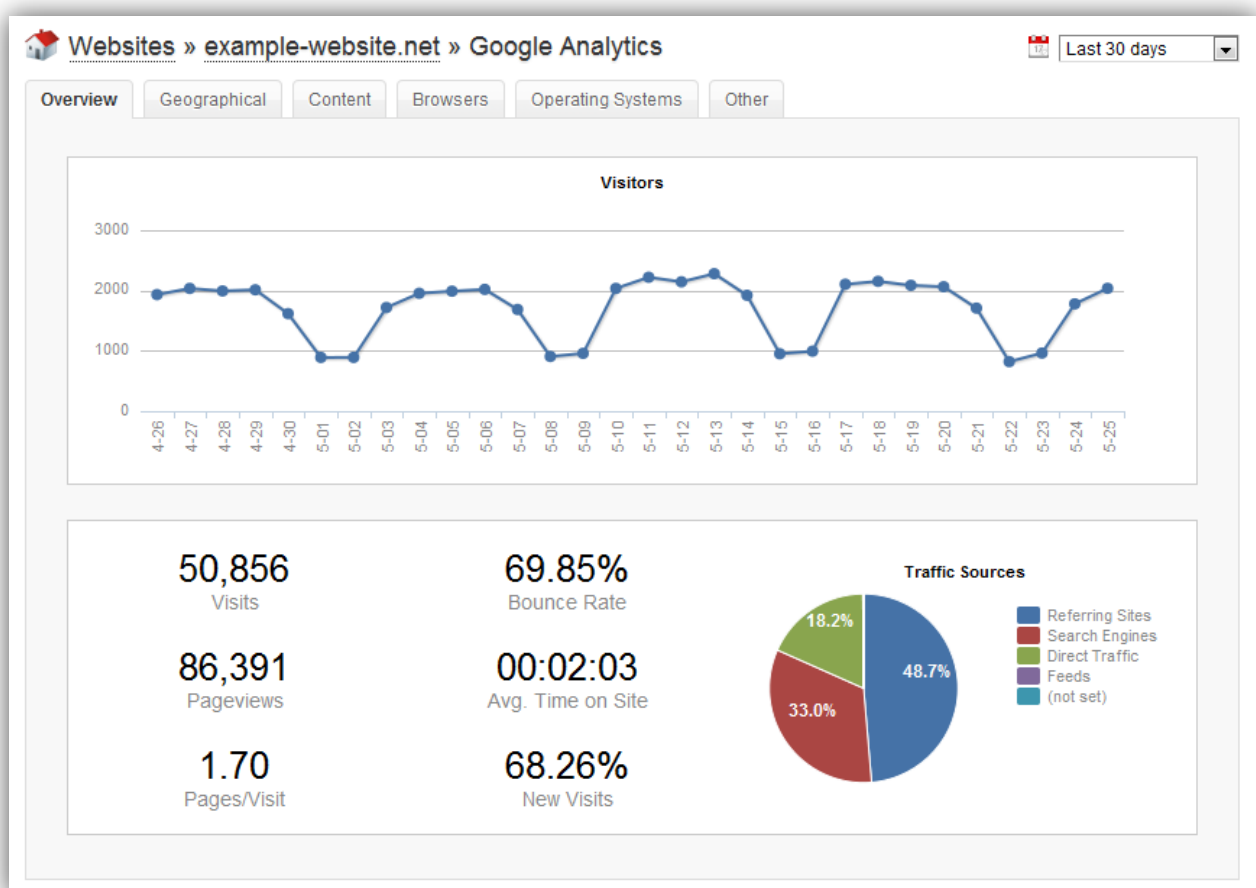 Websites » example-website.net » Google Analytics
Last 30 days
Overview Geographical Content Browsers Operating Systems Other
Visitors
3000
2000
1000
0
4-26 4-27 4-28 4-29 4-30 5-01 5-02 5-03 5-04 5-05 5-06 5-07 5-08 5-09 5-10 5-11 5-12 5-13 5-14 5-15 5-16 5-17 5-18 5-19 5-20 5-21 5-22 5-23 5-24 5-25
50,856
Visits
69.85%
Bounce Rate
86,391
Pageviews
00:02:03
Avg. Time on Site
1.70
Pages/Visit
68.26%
New Visits
Traffic Sources
18.2%
48.7%
33.0%
Referring Sites
Search Engines
Direct Traffic
Feeds
(not set)